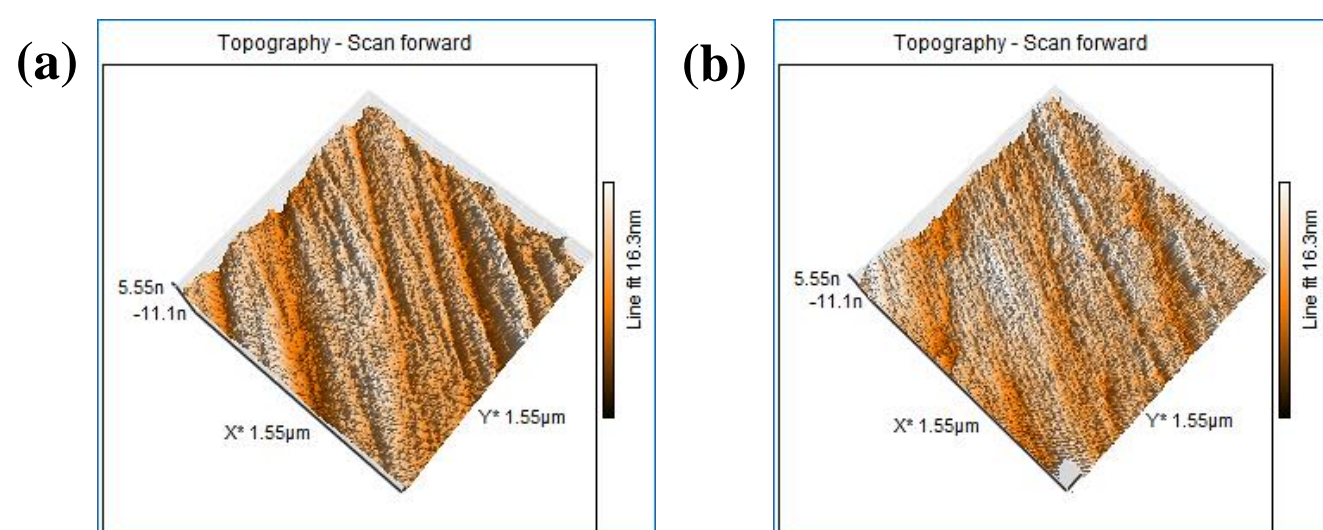 (a)
Topography - Scan forward
5.55n
-11.1n
X* 1.55µm
Y* 1.55µm
Line fit 16.3nm
(b)
Topography - Scan forward
5.55n
-11.1n
X* 1.55µm
Y* 1.55µm
Line fit 16.3nm